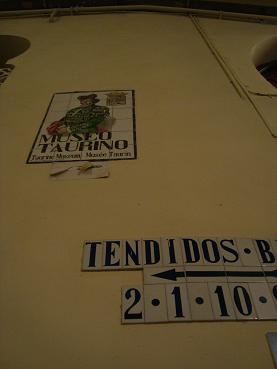 MUSEO
TAURINO
Taurine Museum/ Musée Taurin
TENDIDOS·B
2·1·10·